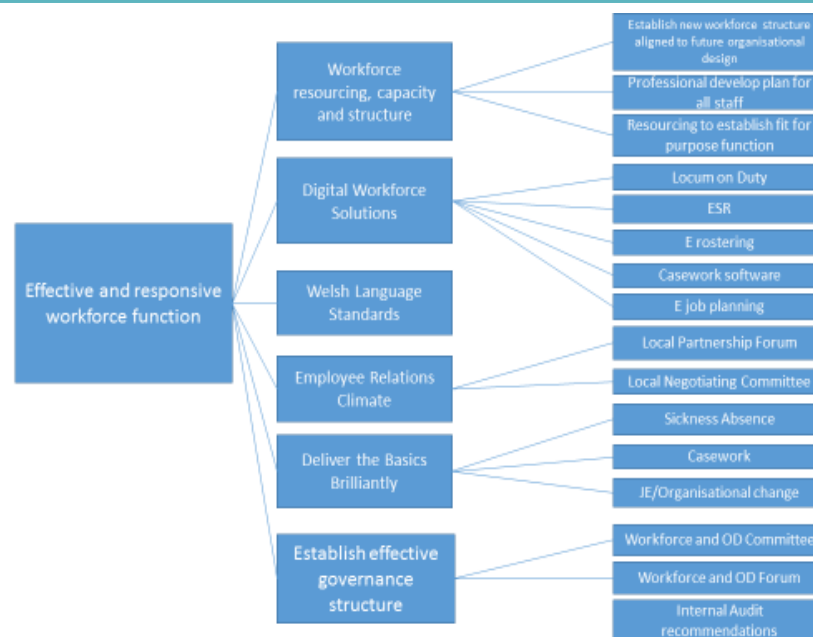 Effective and responsive
workforce function
Workforce
resourcing, capacity
and structure
Digital Workforce
Solutions
Welsh Language
Standards
Employee Relations
Climate
Deliver the Basics
Brilliantly
Establish effective
governance
structure
Establish new workforce structure
aligned to future organisational
design
Professional develop plan for
all staff
Resourcing to establish fit for
purpose function
Locum on Duty
ESR
E rostering
Casework software
E job planning
Local Partnership Forum
Local Negotiating Committee
Sickness Absence
Casework
JE/Organisational change
Workforce and OD Committee
Workforce and OD Forum
Internal Audit
recommendations